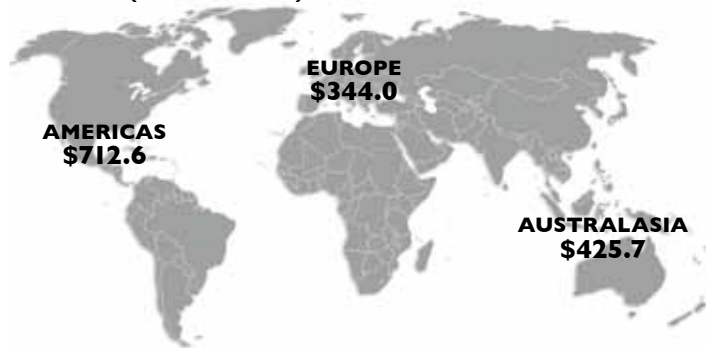 EUROPE
$344.0
AMERICAS
$712.6
AUSTRALASIA
$425.7